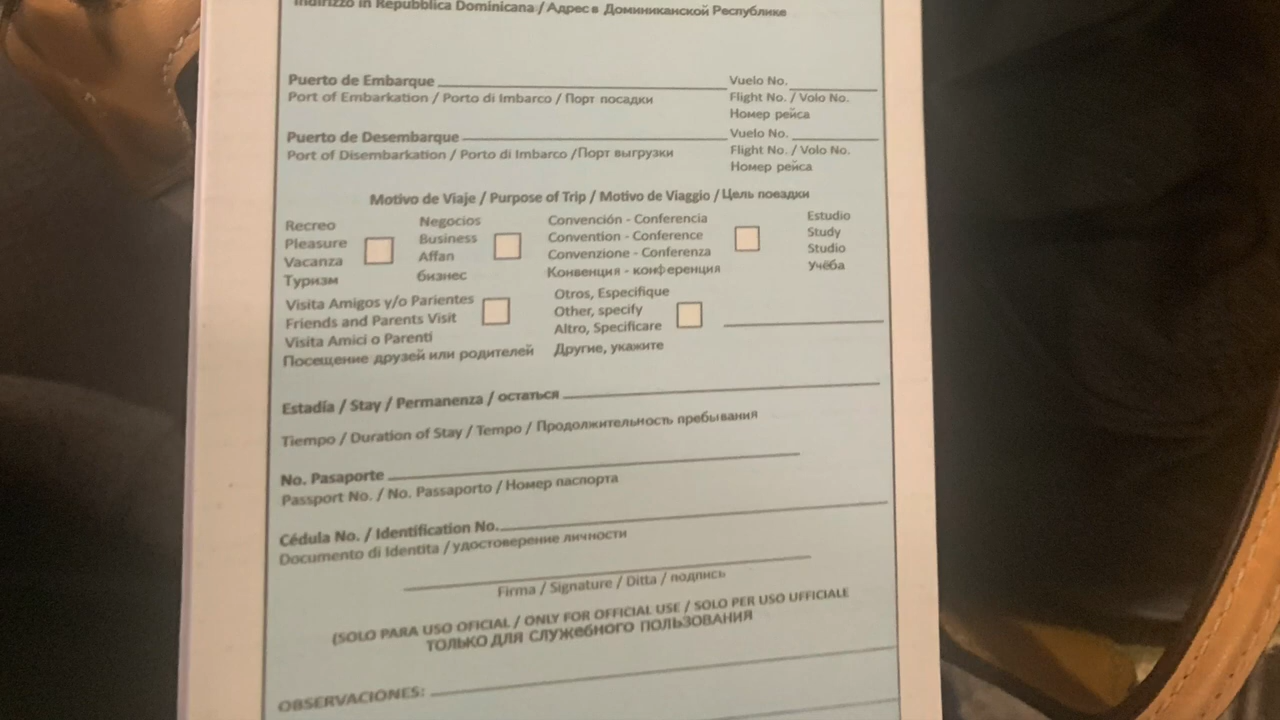 Indirizzo in Repubblica Dominicana / Адрес в Доминиканской Республике
Puerto de Embarque Vuelo No.
Port of Embarkation / Porto di Imbarco / Порт посадки Flight No. / Volo No.
Номер рейса
Puerto de Desembarque Vuelo No.
Port of Disembarkation / Porto di Imbarco /Порт выгрузки Flight No. / Volo No.
Номер рейса
Motivo de Viaje / Purpose of Trip / Motivo de Viaggio / Цель поездки
Recreo
Pleasure
Vacanza
Туризм
Negocios
Business
Affan
бизнес
Convención - Conferencia
Convention - Conference
Convenzione - Conferenza
Конвенция - конференция
Estudio
Study
Studio
Учёба
Visita Amigos y/o Parientes
Friends and Parents Visit
Visita Amici o Parenti
Посещение друзей или родителей
Otros, Especifique
Other, specify
Altro, Specificare
Другие, укажите
Estadía / Stay / Permanenza / остаться
Tiempo / Duration of Stay / Tempo / Продолжительность пребывания
No. Pasaporte
Passport No. / No. Passaporto / Номер паспорта
Cédula No. / Identification No.
Documento di Identita / удостоверение личности
Firma / Signature / Ditta / подпись
(SOLO PARA USO OFICIAL / ONLY FOR OFFICIAL USE / SOLO PER USO UFFICIALE
ТОЛЬКО ДЛЯ СЛУЖебНОГО ПОЛЬЗОВАНИЯ
OBSERVACIONES: